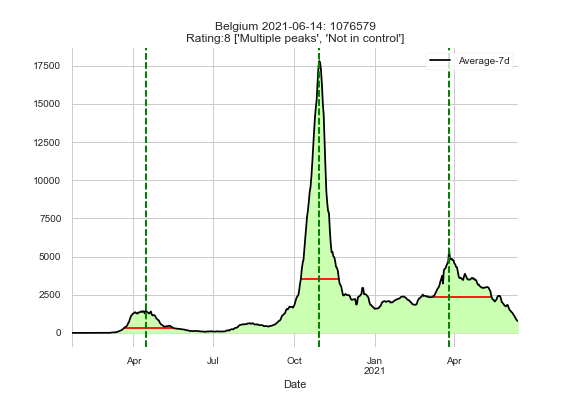 Belgium 2021-06-14: 1076579
Rating:8 ['Multiple peaks', 'Not in control']
Average-7d
17500
15000
12500
10000
7500
5000
2500
0
Apr Jul Oct Jan Apr
2021
Date